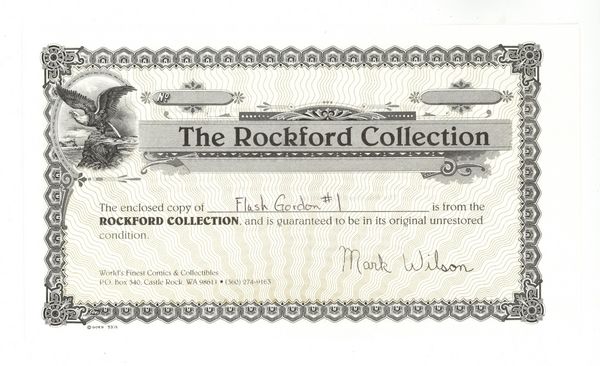 No
The Rockford Collection
The enclosed copy of Flash Gordon #1 is from the
ROCKFORD COLLECTION, and is guaranteed to be in its original unrestored
condition.
Mark Wilson
World's Finest Comics & Collectibles
P.O. Box 340, Castle Rock, WA 98611 • (360) 274-9163